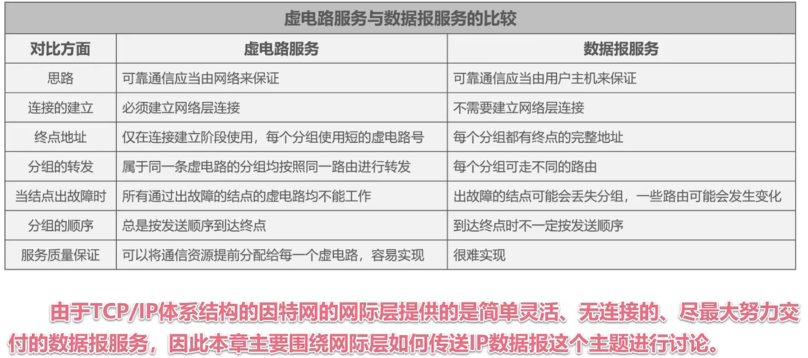 虚电路服务与数据报服务的比较
对比方面 虚电路服务 数据报服务
思路 可靠通信应当由网络来保证 可靠通信应当由用户主机来保证
连接的建立 必须建立网络层连接 不需要建立网络层连接
终点地址 仅在连接建立阶段使用，每个分组使用短的虚电路号 每个分组都有终点的完整地址
分组的转发 属于同一条虚电路的分组均按照同一路由进行转发 每个分组可走不同的路由
当结点出故障时 所有通过出故障的结点的虚电路均不能工作 出故障的结点可能会丢失分组，一些路由可能会发生变化
分组的顺序 总是按发送顺序到达终点 到达终点时不一定按发送顺序
服务质量保证 可以将通信资源提前分配给每一个虚电路，容易实现 很难实现
由于TCP/IP体系结构的因特网的网际层提供的是简单灵活、无连接的、尽最大努力交
付的数据报服务，因此本章主要围绕网际层如何传送IP数据报这个主题进行讨论。